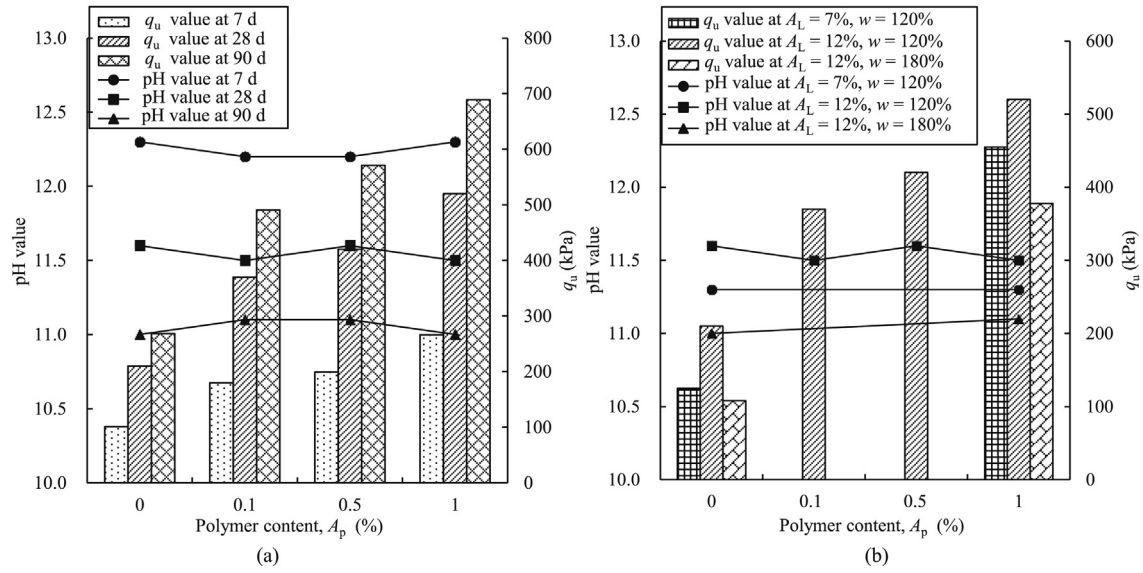 qu value at 7 d
qu value at 28 d
qu value at 90 d
pH value at 7 d
pH value at 28 d
pH value at 90 d
13.0
12.5
12.0
11.5
11.0
10.5
10.0
pH value
800
700
600
500
400
300
200
100
0
qu (kPa)
0 0.1 0.5 1
Polymer content, Ap (%)
(a)
qu value at AL = 7%, w = 120%
qu value at AL = 12%, w = 120%
qu value at AL = 12%, w = 180%
pH value at AL = 7%, w = 120%
pH value at AL = 12%, w = 120%
pH value at AL = 12%, w = 180%
13.0
12.5
12.0
11.5
11.0
10.5
10.0
pH value
600
500
400
300
200
100
0
qu (kPa)
0 0.1 0.5 1
Polymer content, Ap (%)
(b)